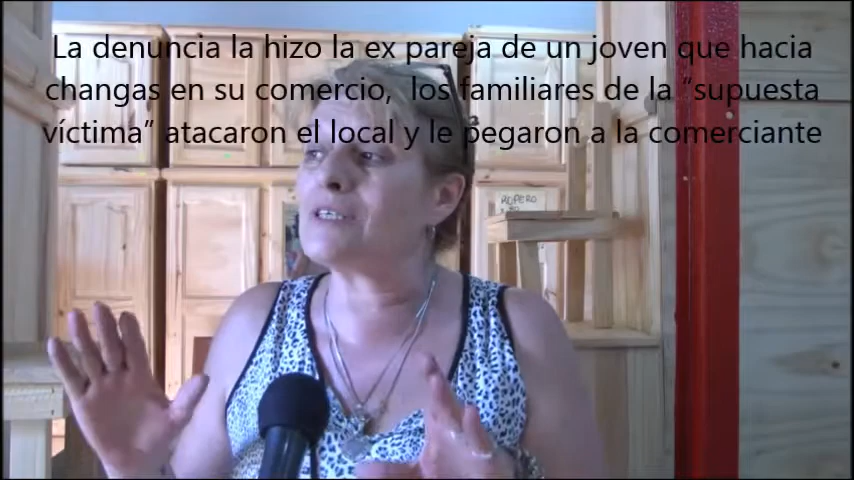 La denuncia la hizo la ex pareja de un joven que hacia
changas en su comercio, los familiares de la "supuesta
víctima" atacaron el local y le pegaron a la comerciante
ROPERO